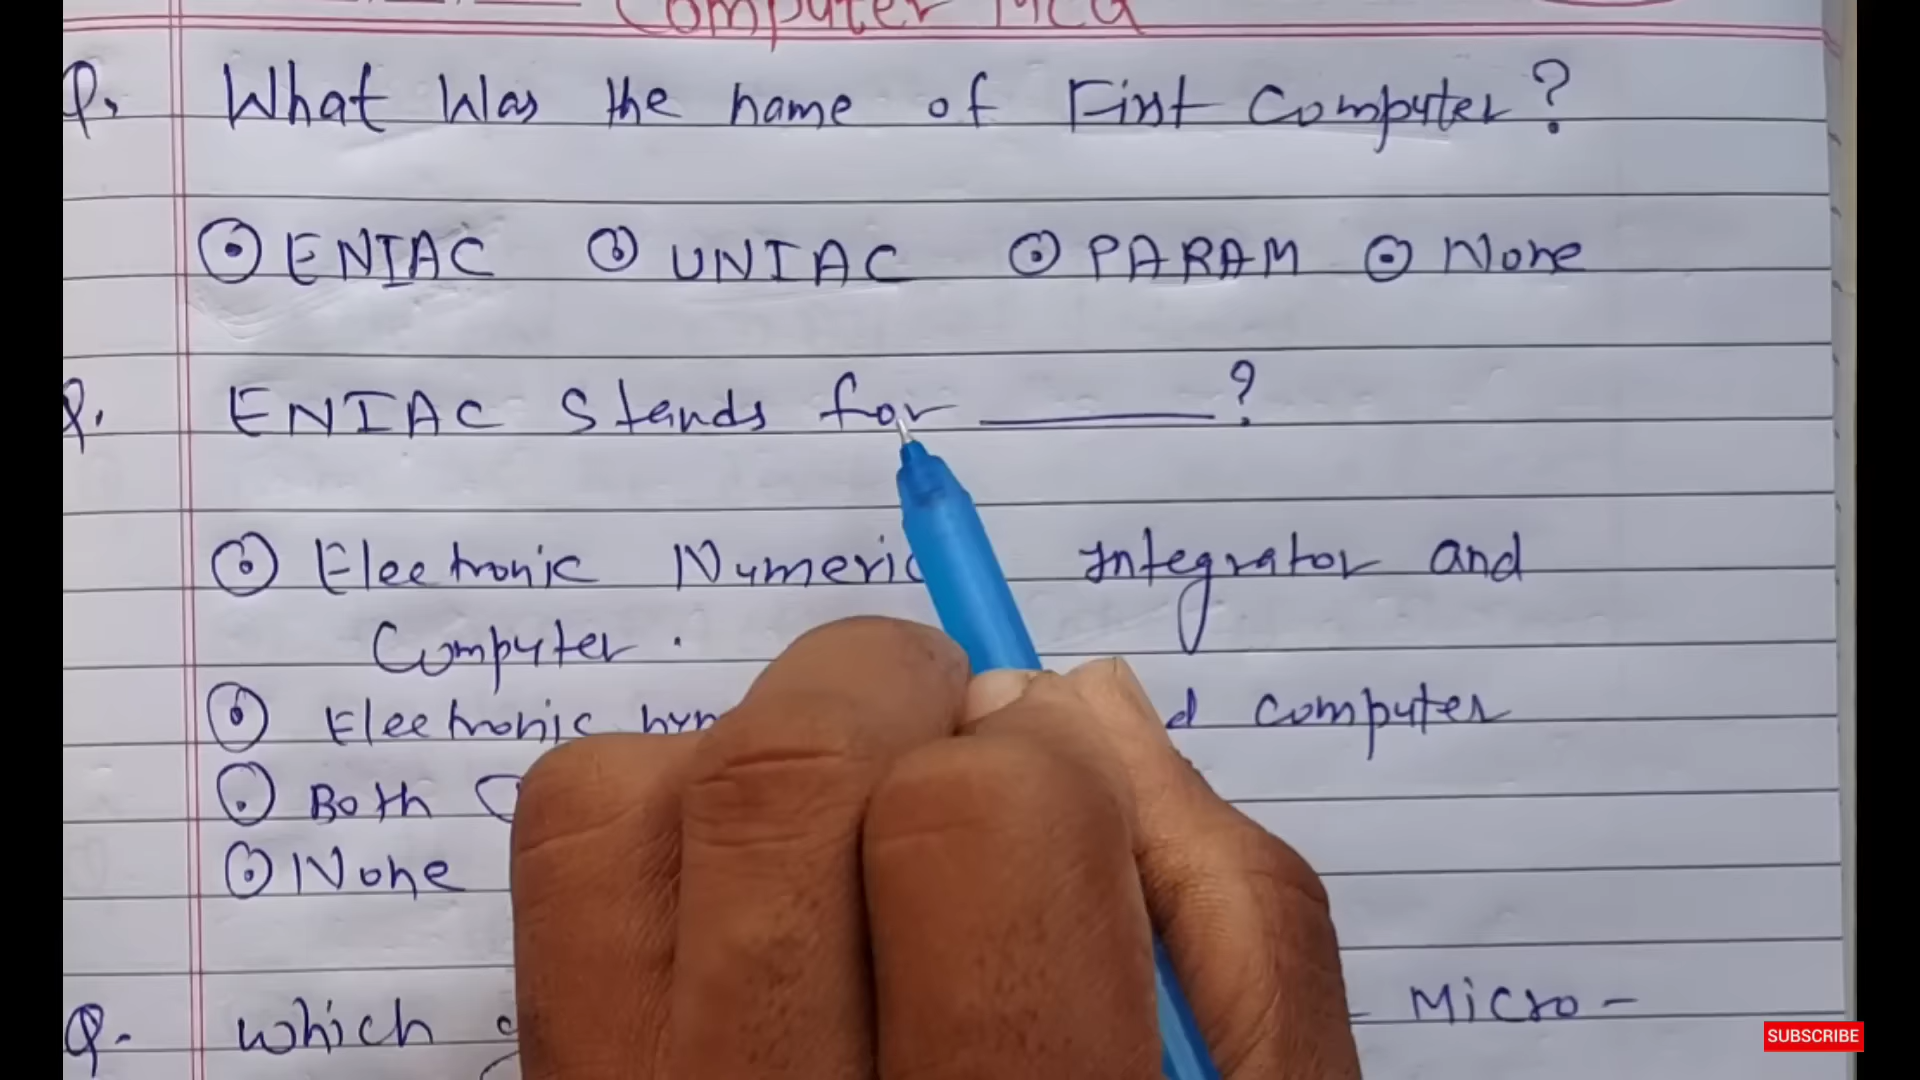 Computer MCQ
Q. What was the name of First Computer?
ENIAC UNIAC PARAM None
Q. ENIAC Stands for ______?
Electronic Numeric Integrator and
Computer.
Electronic computer
Both
None
Q. which Micro-
SUBSCRIBE